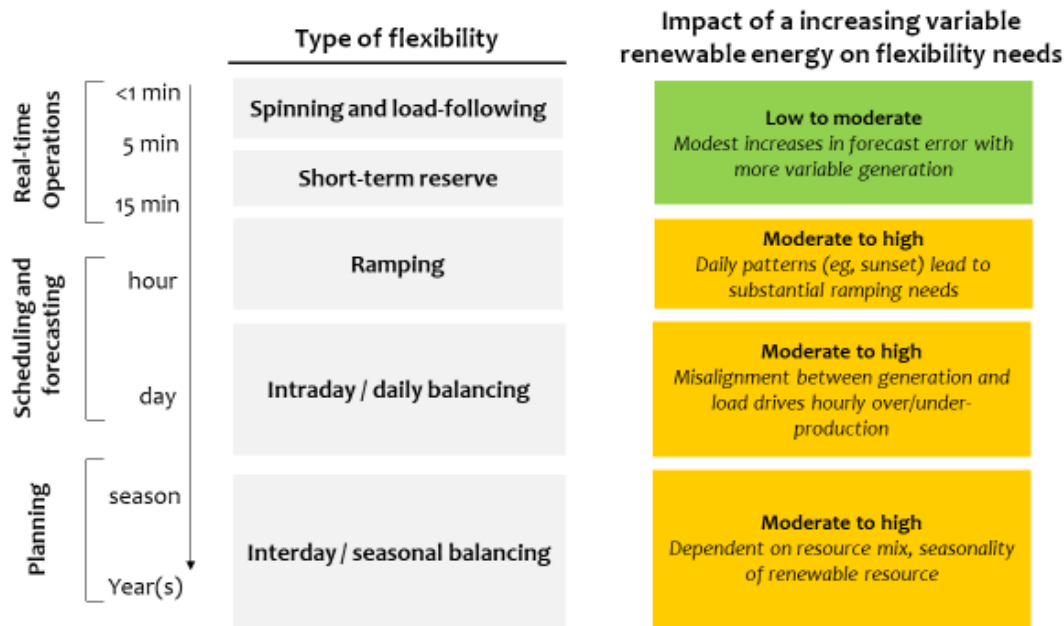 Type of flexibility
Impact of a increasing variable
renewable energy on flexibility needs
Real-time
Operations
<1 min
5 min
15 min
Spinning and load-following
Short-term reserve
Low to moderate
Modest increases in forecast error with
more variable generation
Scheduling and
forecasting
hour
day
Ramping
Moderate to high
Daily patterns (eg, sunset) lead to
substantial ramping needs
Intraday / daily balancing
Moderate to high
Misalignment between generation and
load drives hourly over/under-
production
Planning
season
Year(s)
Interday / seasonal balancing
Moderate to high
Dependent on resource mix, seasonality
of renewable resource